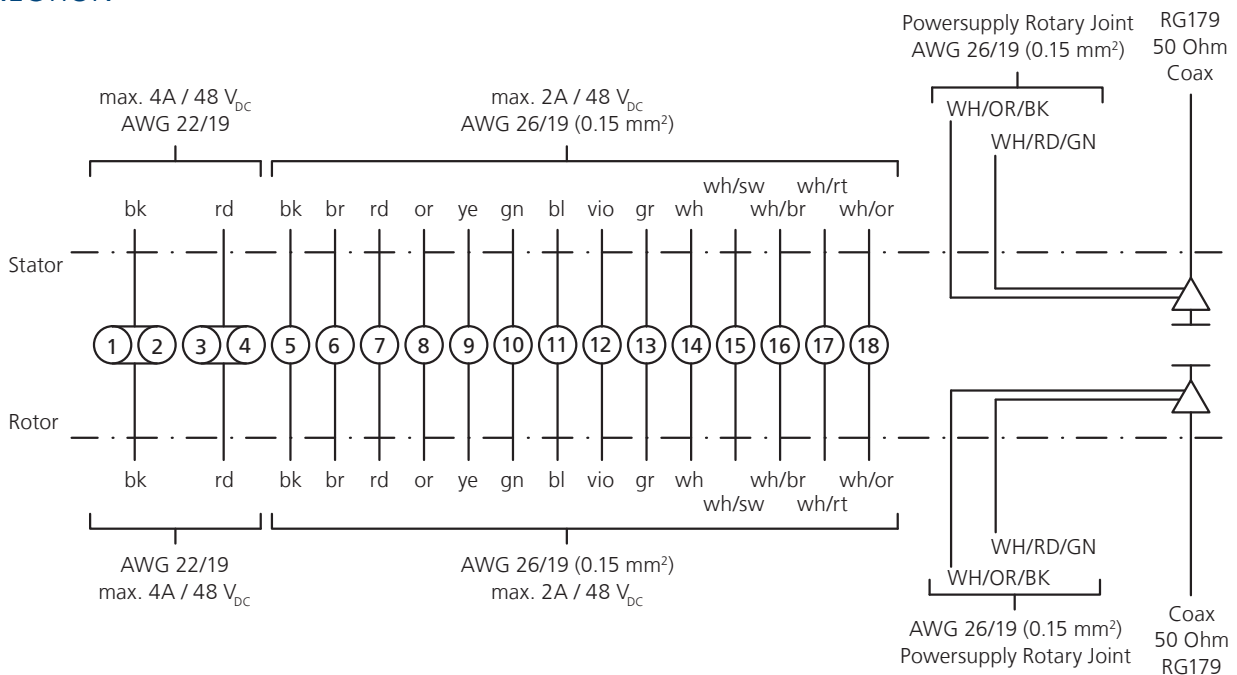 Powersupply Rotary Joint
AWG 26/19 (0.15 mm²)
RG179
50 Ohm
Coax
max. 4A / 48 VDC
AWG 22/19
max. 2A / 48 VDC
AWG 26/19 (0.15 mm²)
WH/OR/BK
WH/RD/GN
wh/sw wh/rt
bk rd bk br rd or ye gn bl vio gr wh wh/br wh/or
Stator
1 2 3 4 5 6 7 8 9 10 11 12 13 14 15 16 17 18
Rotor
bk rd bk br rd or ye gn bl vio gr wh wh/br wh/or
wh/sw wh/rt
AWG 22/19
max. 4A / 48 VDC
AWG 26/19 (0.15 mm²)
max. 2A / 48 VDC
WH/RD/GN
WH/OR/BK
AWG 26/19 (0.15 mm²)
Powersupply Rotary Joint
Coax
50 Ohm
RG179